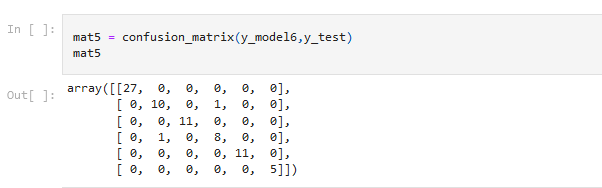 In [ ]:
mat5 = confusion_matrix(y_model6,y_test)
mat5
Out[ ]:
array([[27,  0,  0,  0,  0,  0],
       [ 0, 10,  0,  1,  0,  0],
       [ 0,  0, 11,  0,  0,  0],
       [ 0,  1,  0,  8,  0,  0],
       [ 0,  0,  0,  0, 11,  0],
       [ 0,  0,  0,  0,  0,  5]])